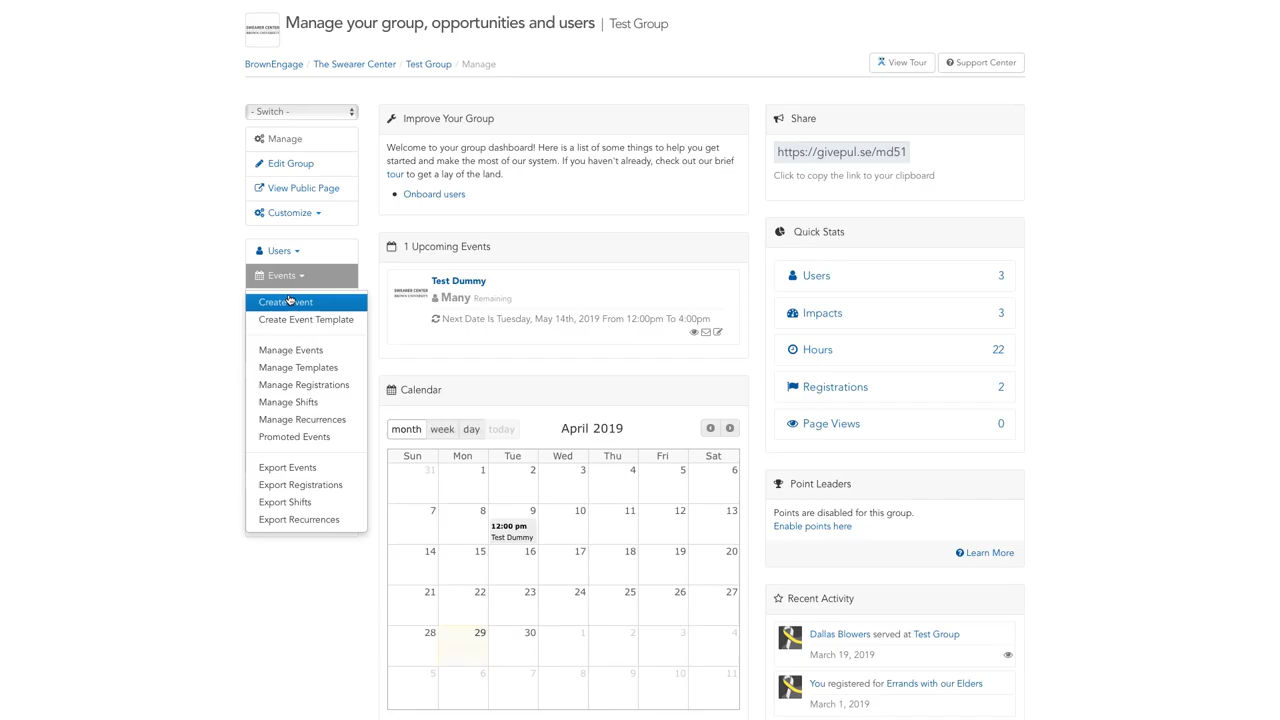 SWEARER CENTER
BROWN UNIVERSITY
Manage your group, opportunities and users | Test Group
BrownEngage / The Swearer Center / Test Group / Manage
View Tour
Support Center
- Switch -
Manage
Edit Group
View Public Page
Customize
Users
Events
Create Event
Create Event Template
Manage Events
Manage Templates
Manage Registrations
Manage Shifts
Manage Recurrences
Promoted Events
Export Events
Export Registrations
Export Shifts
Export Recurrences
Improve Your Group
Welcome to your group dashboard! Here is a list of some things to help you get
started and make the most of our system. If you haven't already, check out our brief
tour to get a lay of the land.
• Onboard users
1 Upcoming Events
SWEARER CENTER
BROWN UNIVERSITY
Test Dummy
Many Remaining
Next Date Is Tuesday, May 14th, 2019 From 12:00pm To 4:00pm
Calendar
month week day today
April 2019
Sun Mon Tue Wed Thu Fri Sat
31 1 2 3 4 5 6
7 8 9 10 11 12 13
12:00 pm
Test Dummy
14 15 16 17 18 19 20
21 22 23 24 25 26 27
28 29 30 1 2 3 4
5 6 7 8 9 10 11
Share
https://givepul.se/md51
Click to copy the link to your clipboard
Quick Stats
Users 3
Impacts 3
Hours 22
Registrations 2
Page Views 0
Point Leaders
Points are disabled for this group.
Enable points here
Learn More
Recent Activity
Dallas Blowers served at Test Group
March 19, 2019
You registered for Errands with our Elders
March 1, 2019